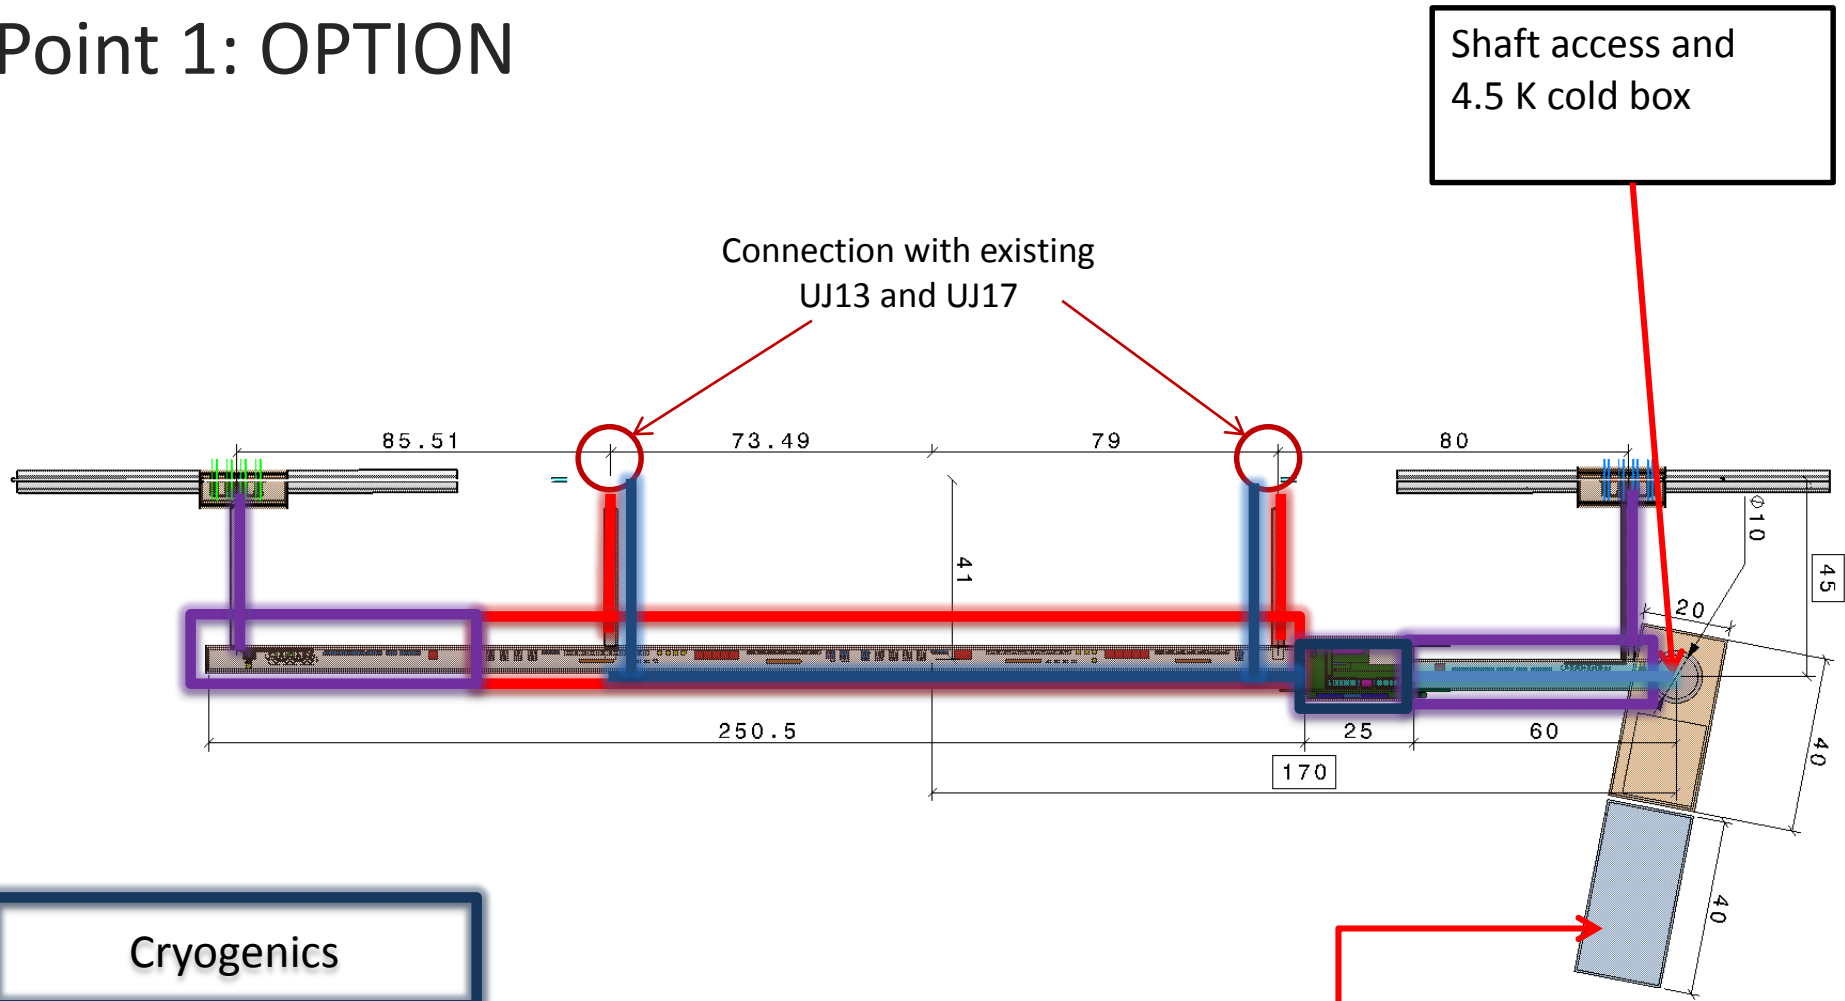 Point 1: OPTION
Shaft access and
4.5 K cold box
Connection with existing
UJ13 and UJ17
85.51
73.49
79
80
Ø10
41
45
20
250.5
25
60
170
40
40
Cryogenics